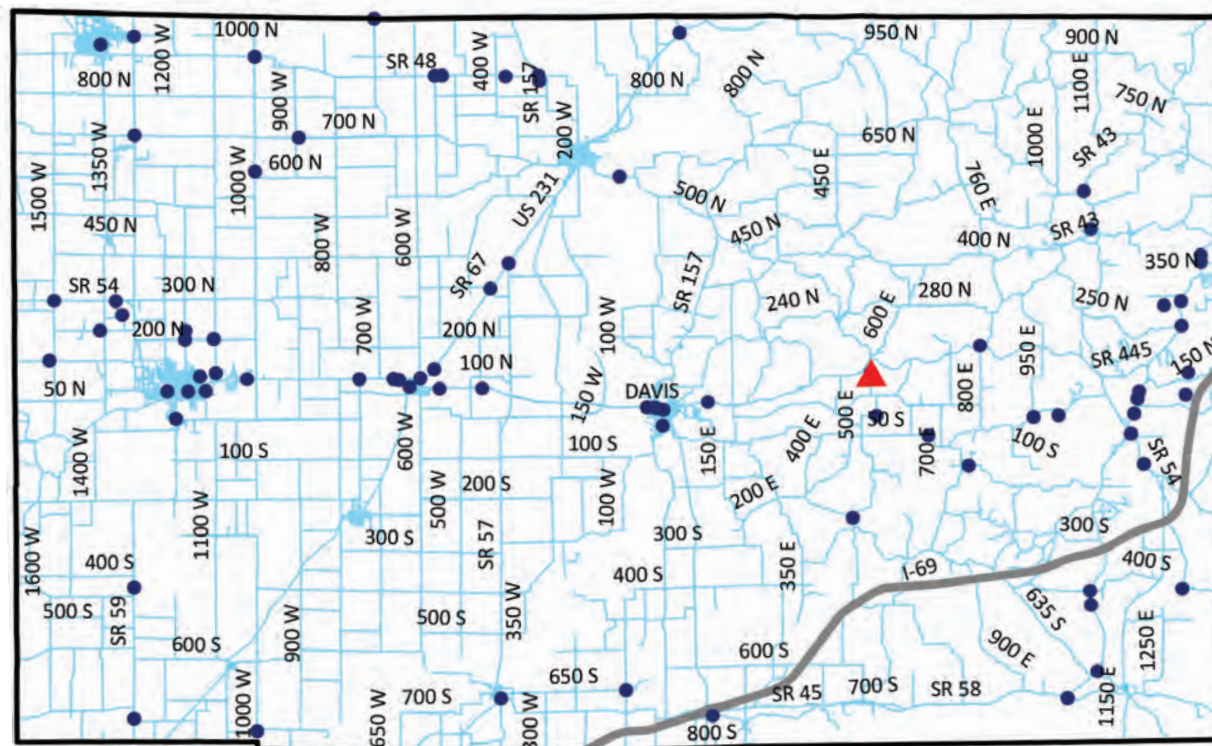 1000 N
950 N
900 N
1200 W
SR 48
400 W
SR 157
800 N
800 N
800 N
1100 E
750 N
900 W
700 N
200 W
650 N
1000 E
SR 43
1350 W
600 N
1500 W
1000 W
450 E
760 E
500 N
US 231
450 N
800 W
600 W
450 N
400 N
SR 43
SR 67
SR 157
350 N
SR 54
300 N
240 N
280 N
250 N
200 N
700 W
200 N
100 W
600 E
950 E
SR 445
150 N
50 N
100 N
150 W
DAVIS
800 E
500 E
50 S
400 E
700 E
100 S
1400 W
100 S
600 W
100 S
150 E
SR 54
500 W
200 S
100 W
200 E
1100 W
300 S
SR 57
300 S
300 S
1600 W
400 S
400 S
350 E
I-69
400 S
500 S
SR 59
500 S
350 W
635 S
600 S
900 W
600 S
900 E
1250 E
650 S
1000 W
650 W
700 S
300 W
SR 45
700 S
SR 58
1150 E
800 S